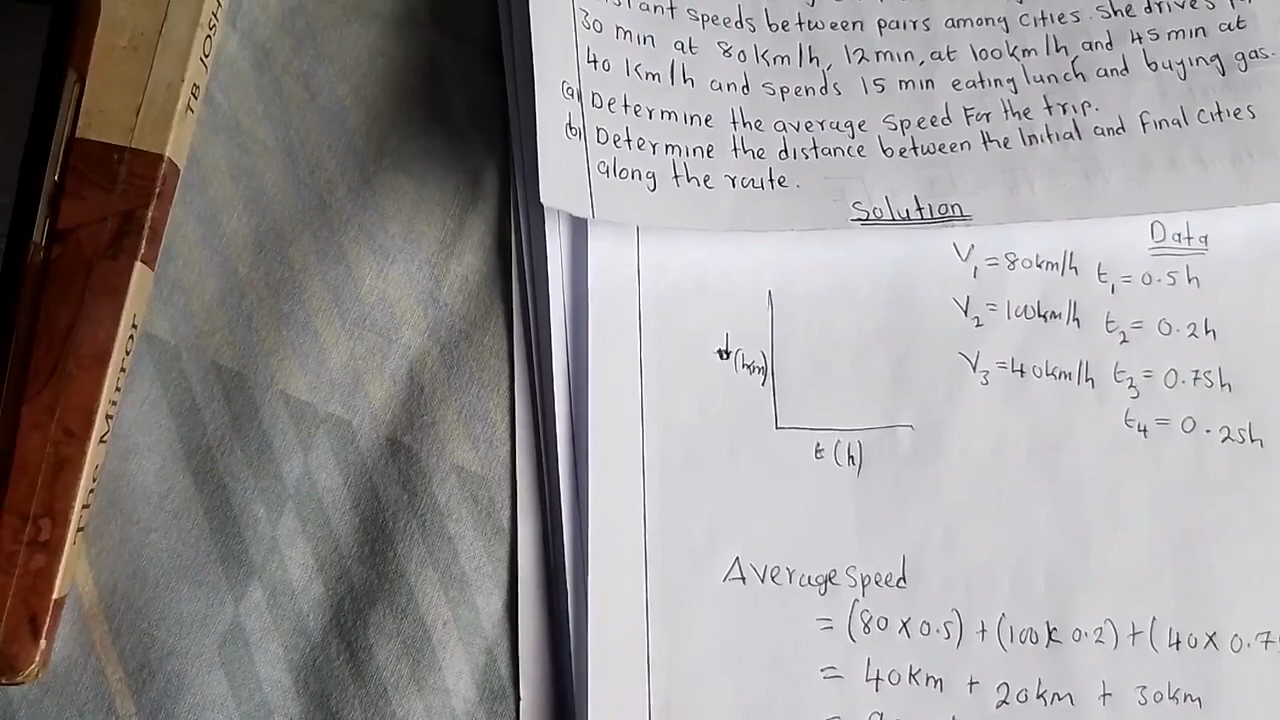 stant speeds between pairs among cities. She drives
30 min at 80km/h, 12min, at 100km/h and 45min at
40 Km/h and spends 15 min eating lunch and buying gas.
(a) Determine the average speed For the trip.
(b) Determine the distance between the Initial and final Cities
along the route.
Solution
Data
V₁=80km/h t₁=0.5h
V₂=100km/h t₂=0.2h
V₃=40km/h t₃=0.75h
t₄=0.25h
d(km)
t(h)
Average speed
=(80×0.5)+(100×0.2)+(40×0.75
= 40km + 20km + 30km
TB JOSH
The Mirror